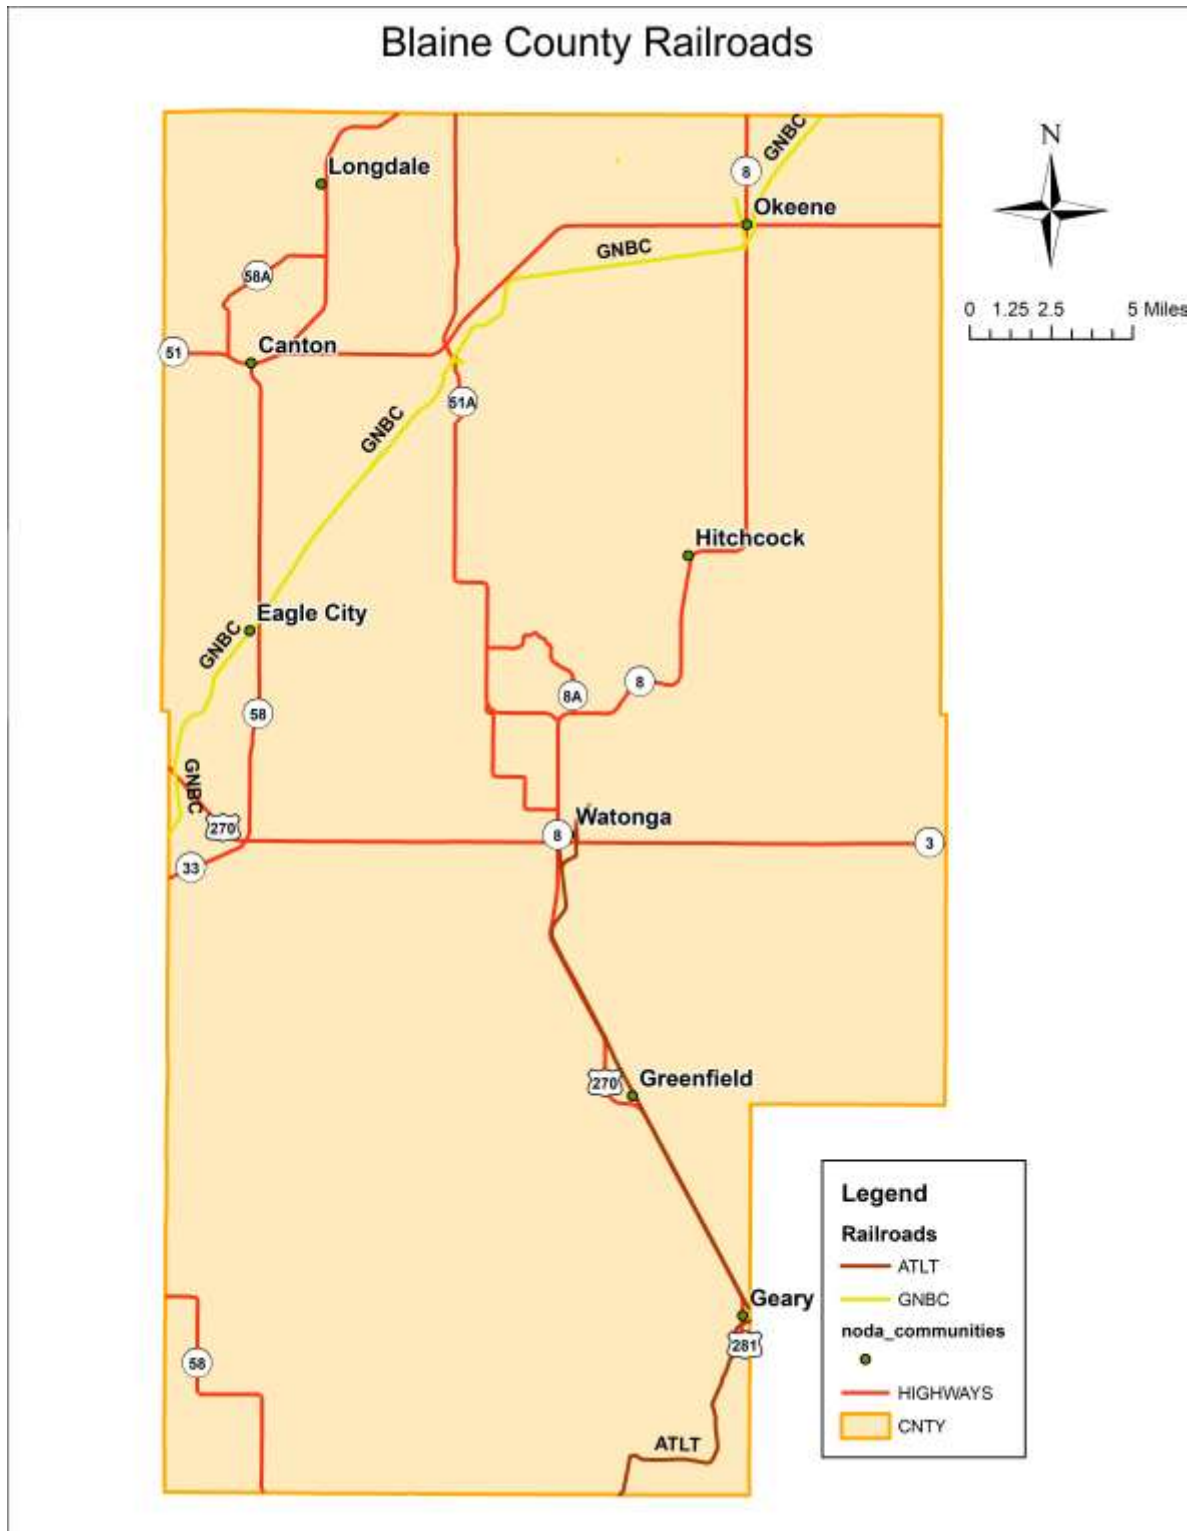 Blaine County Railroads
GNBC
N
Longdale
8
Okeene
GNBC
58A
0 1.25 2.5 5 Miles
51
Canton
51A
GNBC
Hitchcock
Eagle City
GNBC
8
8A
58
GNBC
270
Watonga
8
3
33
270
Greenfield
Legend
Railroads
ATLT
GNBC
noda_communities
HIGHWAYS
CNTY
Geary
281
58
ATLT